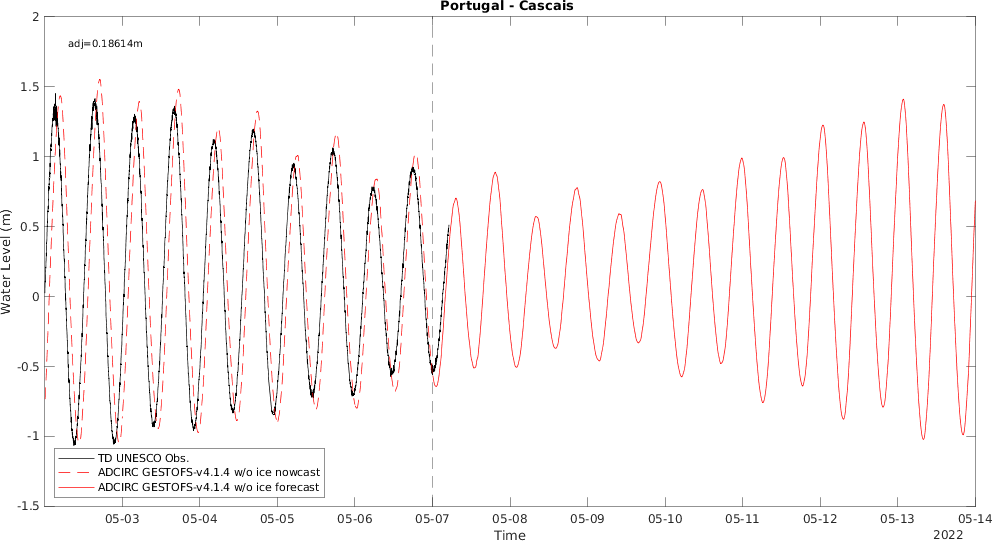 Portugal - Cascais
adj=0.18614m
2
1.5
1
0.5
0
-0.5
-1
-1.5
Water Level (m)
TD UNESCO Obs.
ADCIRC GESTOFS-v4.1.4 w/o ice nowcast
ADCIRC GESTOFS-v4.1.4 w/o ice forecast
05-03 05-04 05-05 05-06 05-07 05-08 05-09 05-10 05-11 05-12 05-13 05-14
Time
2022